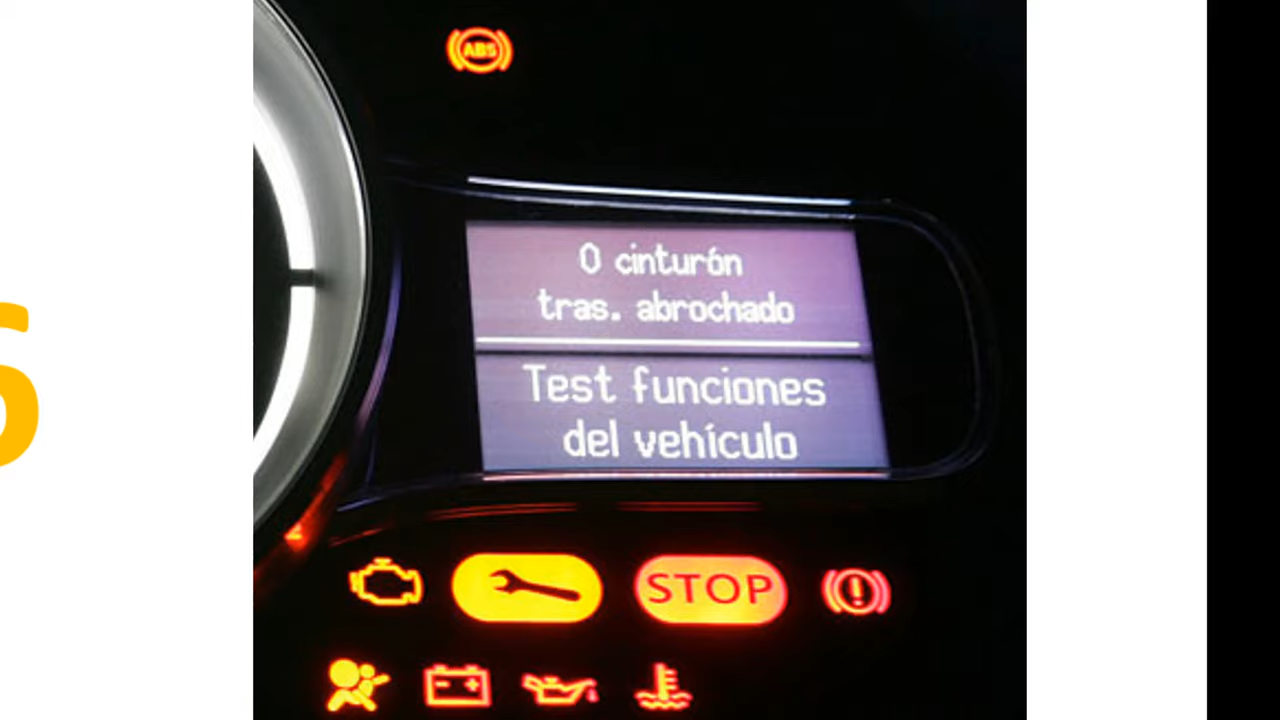 ABS
0 cinturón
tras. abrochado
Test funciones
del vehículo
STOP